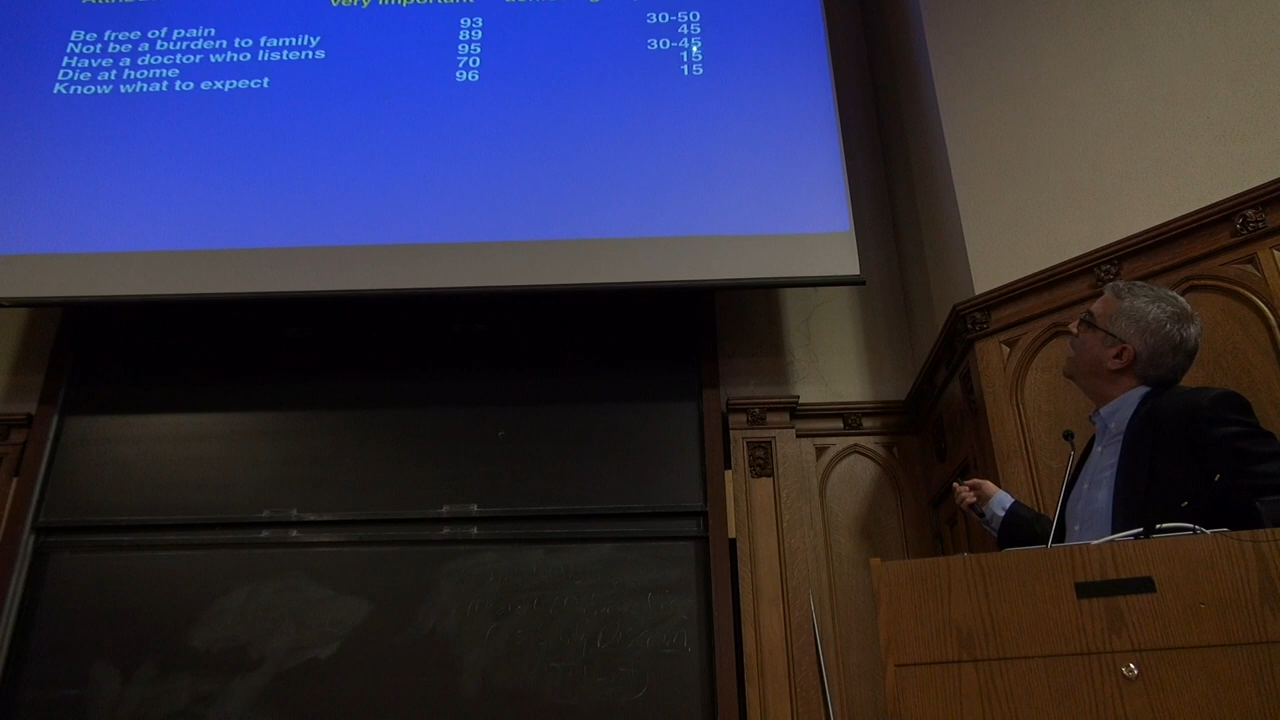 very important
Be free of pain 93 30-50
Not be a burden to family 89 45
Have a doctor who listens 95 30-45
Die at home 70 15
Know what to expect 96 15